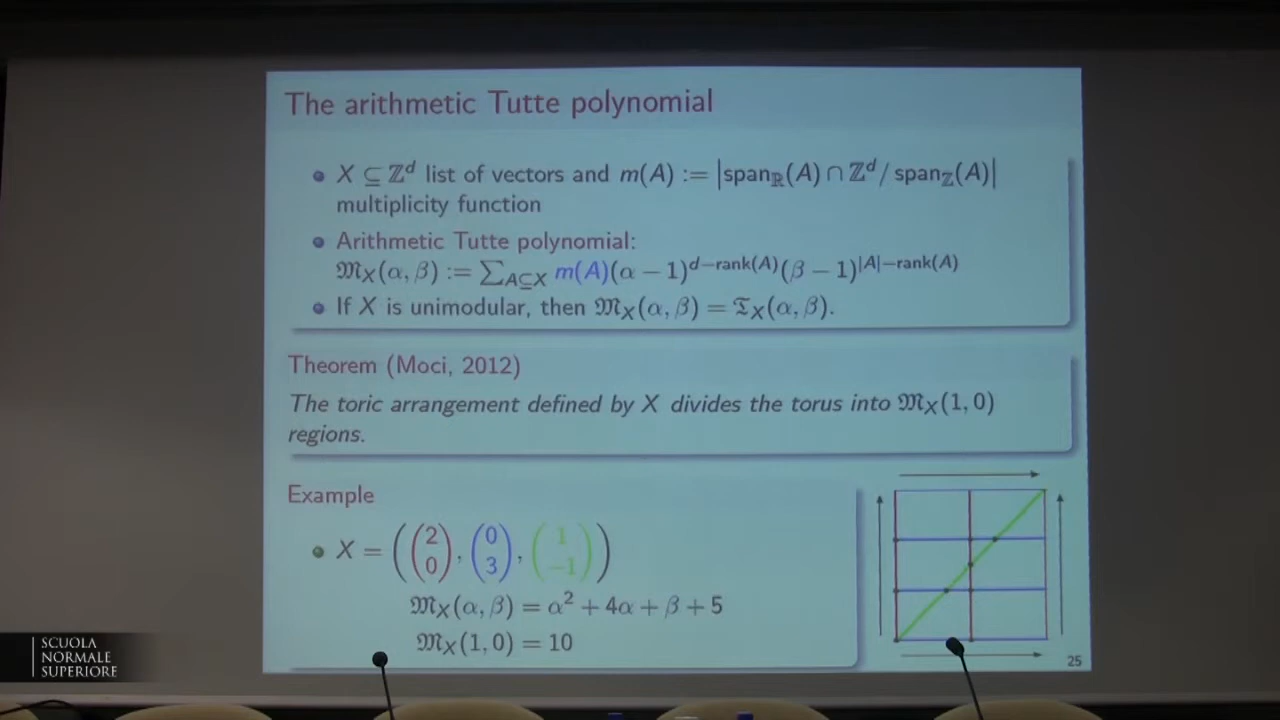 The arithmetic Tutte polynomial
• X ⊆ ℤᵈ list of vectors and m(A) := |span_ℝ(A) ∩ ℤᵈ / span_ℤ(A)|
multiplicity function
• Arithmetic Tutte polynomial:
𝔐_X(α, β) := ∑_{A⊆X} m(A)(α − 1)^{d−rank(A)}(β − 1)^{|A|−rank(A)}
• If X is unimodular, then 𝔐_X(α, β) = 𝔗_X(α, β).
Theorem (Moci, 2012)
The toric arrangement defined by X divides the torus into 𝔐_X(1, 0)
regions.
Example
• X = ((2 0), (0 3), (1 −1))
𝔐_X(α, β) = α² + 4α + β + 5
𝔐_X(1, 0) = 10
25
SCUOLA
NORMALE
SUPERIORE